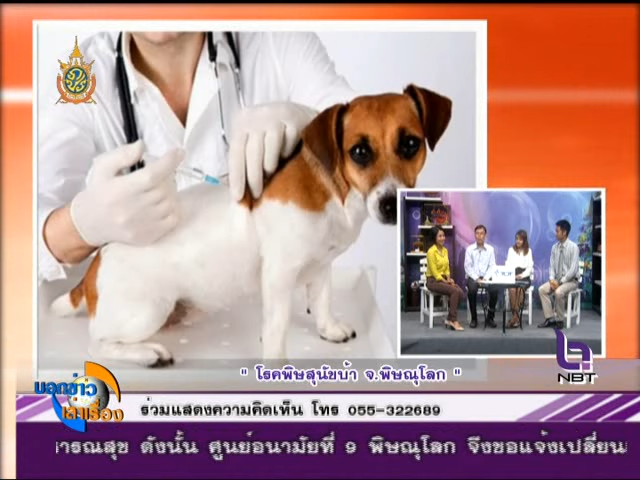 " โรคพิษสุนัขบ้า จ.พิษณุโลก "
NBT
บอกข่าว
เล่าเรื่อง
ร่วมแสดงความคิดเห็น โทร 055-322689
ารณสุข ดังนั้น ศูนย์อนามัยที่ 9 พิษณุโลก จึงขอแจ้งเปลี่ยน